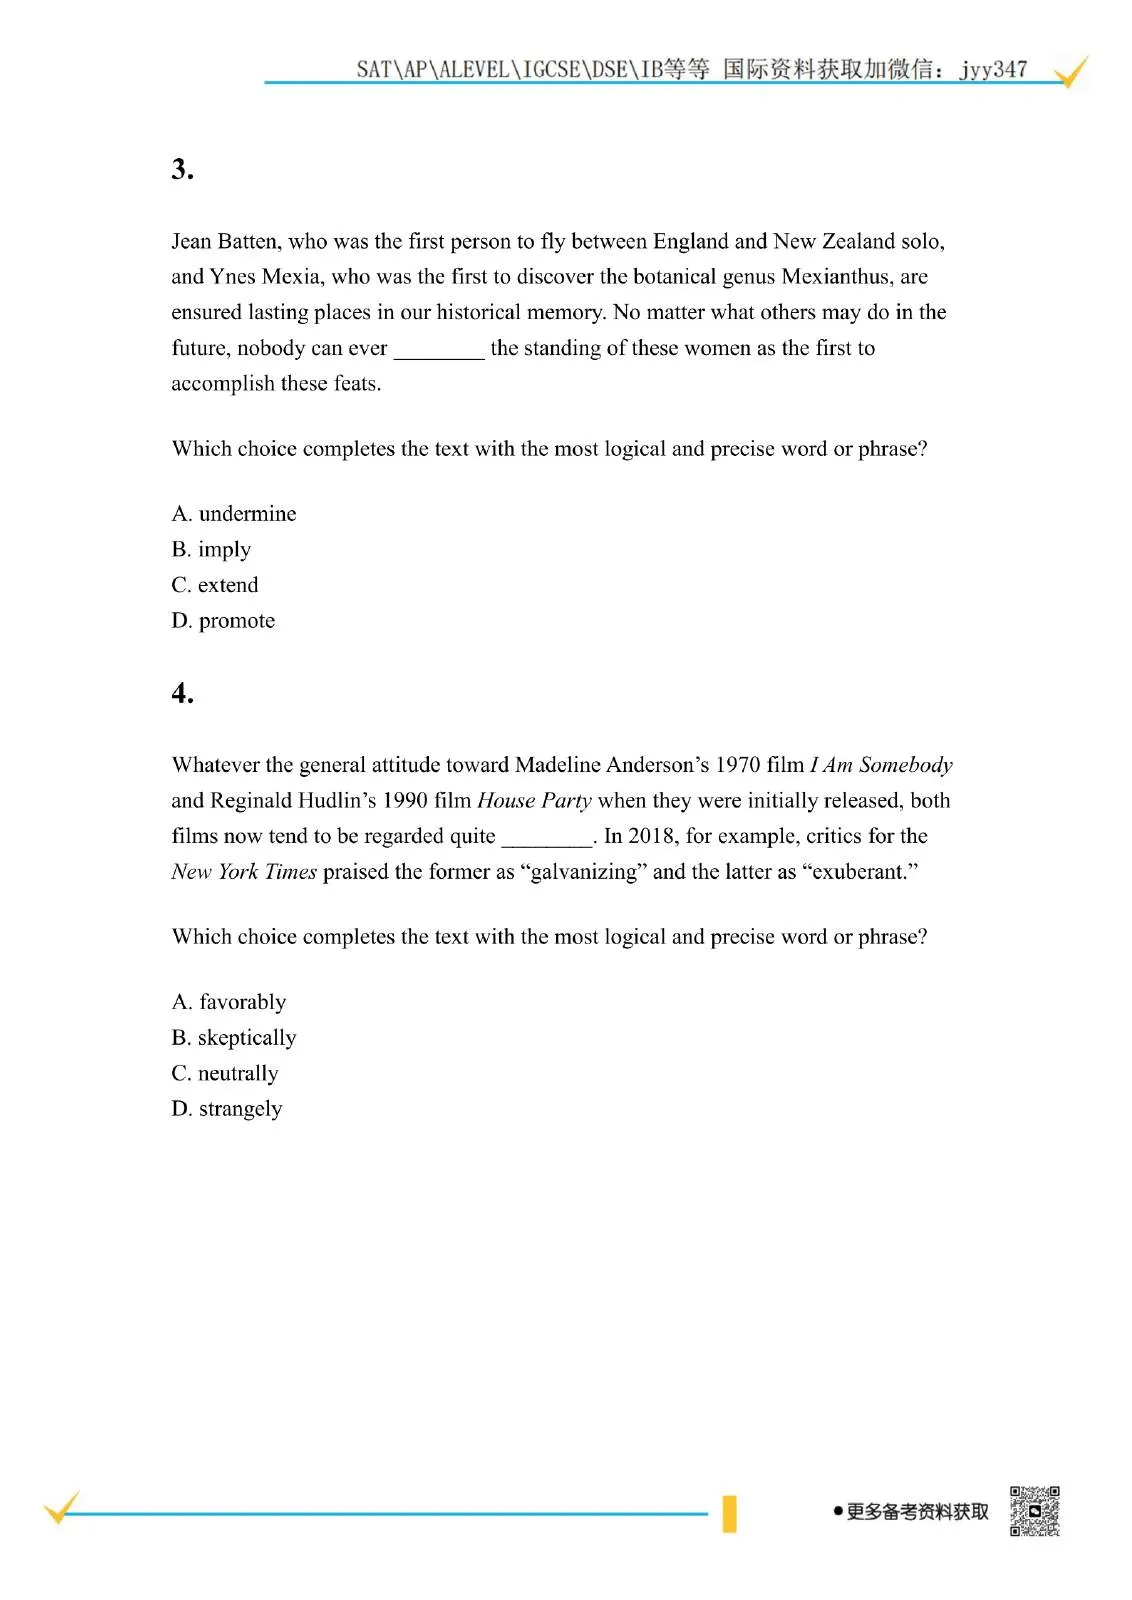 SAT\AP\ALEVEL\IGCSE\DSE\IB等等 国际资料获取加微信：jyy347
3.
Jean Batten, who was the first person to fly between England and New Zealand solo,
and Ynes Mexia, who was the first to discover the botanical genus Mexianthus, are
ensured lasting places in our historical memory. No matter what others may do in the
future, nobody can ever ________ the standing of these women as the first to
accomplish these feats.
Which choice completes the text with the most logical and precise word or phrase?
A. undermine
B. imply
C. extend
D. promote
4.
Whatever the general attitude toward Madeline Anderson’s 1970 film I Am Somebody
and Reginald Hudlin’s 1990 film House Party when they were initially released, both
films now tend to be regarded quite ________. In 2018, for example, critics for the
New York Times praised the former as “galvanizing” and the latter as “exuberant.”
Which choice completes the text with the most logical and precise word or phrase?
A. favorably
B. skeptically
C. neutrally
D. strangely
●更多备考资料获取